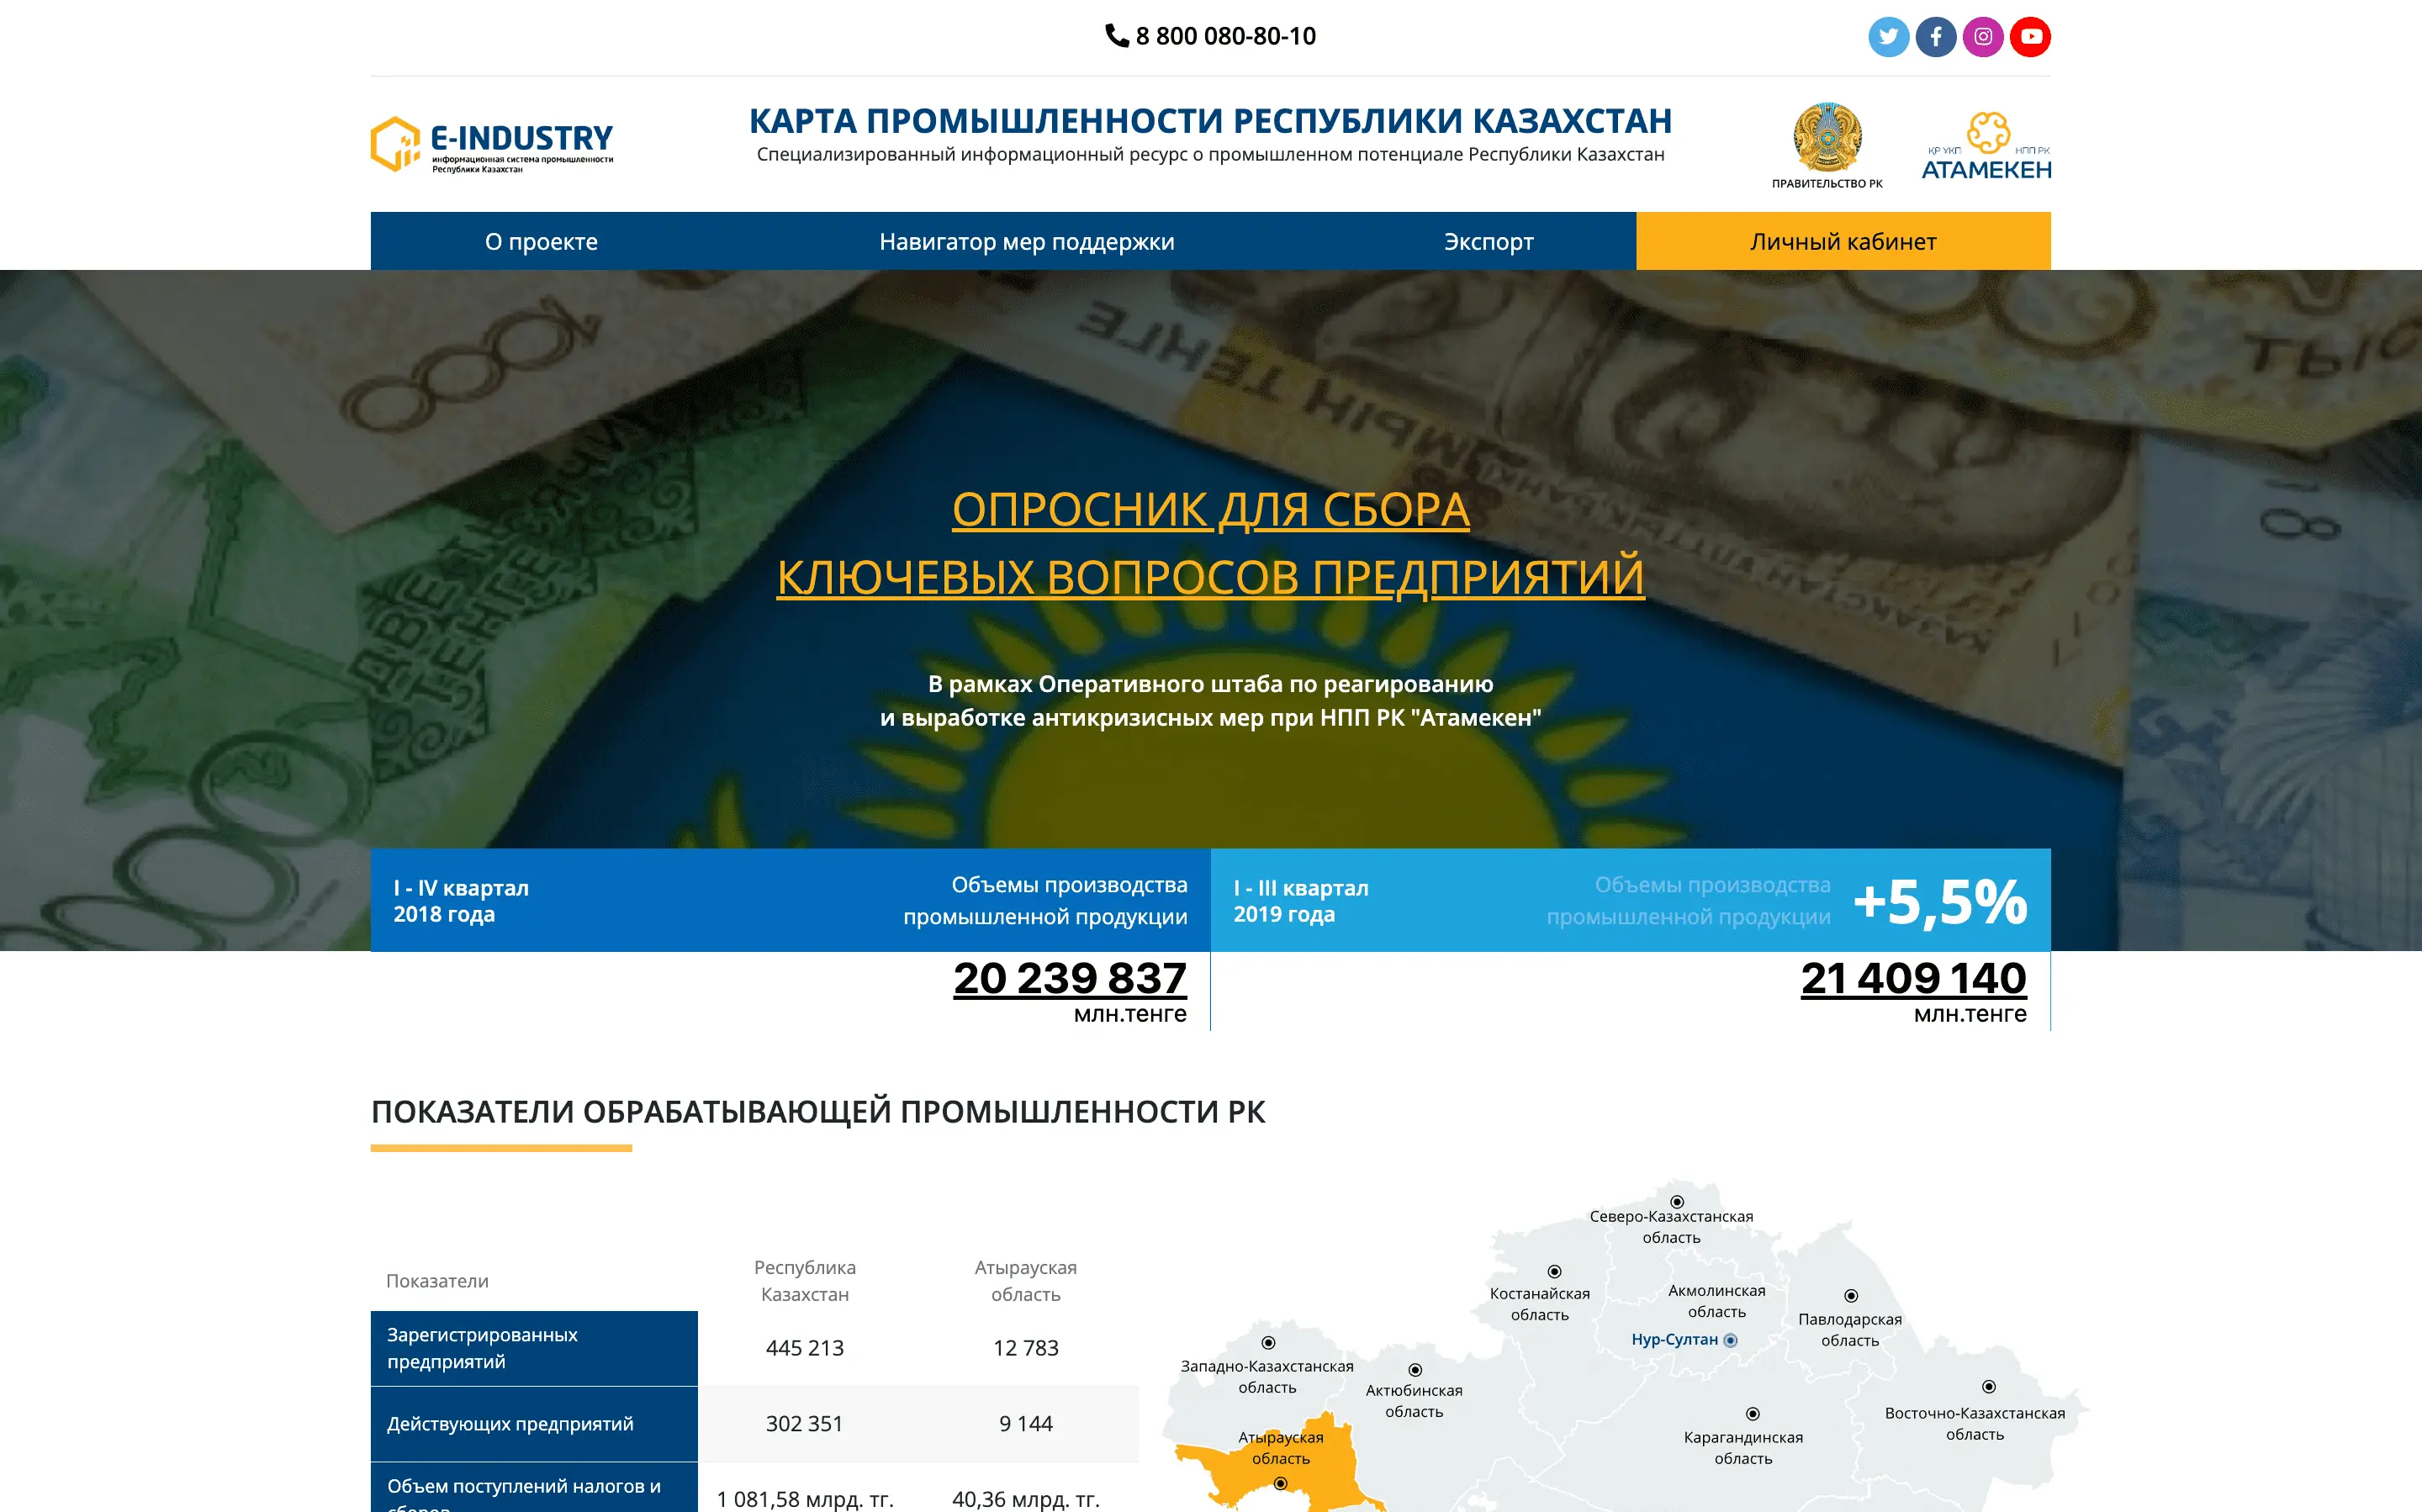 8 800 080-80-10
E-INDUSTRY
информационная система промышленности
Республики Казахстан
КАРТА ПРОМЫШЛЕННОСТИ РЕСПУБЛИКИ КАЗАХСТАН
Специализированный информационный ресурс о промышленном потенциале Республики Казахстан
ПРАВИТЕЛЬСТВО РК
ҚР ҰКП НПП РК
АТАМЕКЕН
О проекте
Навигатор мер поддержки
Экспорт
Личный кабинет
ДВЕ
ТЕНГЕ
ОПРОСНИК ДЛЯ СБОРА
КЛЮЧЕВЫХ ВОПРОСОВ ПРЕДПРИЯТИЙ
В рамках Оперативного штаба по реагированию
и выработке антикризисных мер при НПП РК "Атамекен"
I - IV квартал
2018 года
Объемы производства
промышленной продукции
I - III квартал
2019 года
Объемы производства
промышленной продукции
+5,5%
20 239 837
млн.тенге
21 409 140
млн.тенге
ПОКАЗАТЕЛИ ОБРАБАТЫВАЮЩЕЙ ПРОМЫШЛЕННОСТИ РК
Показатели
Республика
Казахстан
Атырауская
область
Зарегистрированных
предприятий
445 213
12 783
Действующих предприятий
302 351
9 144
Объем поступлений налогов и
сборов
1 081,58 млрд. тг.
40,36 млрд. тг.
Северо-Казахстанская
область
Костанайская
область
Акмолинская
область
Нур-Султан
Павлодарская
область
Западно-Казахстанская
область
Актюбинская
область
Восточно-Казахстанская
область
Карагандинская
область
Атырауская
область